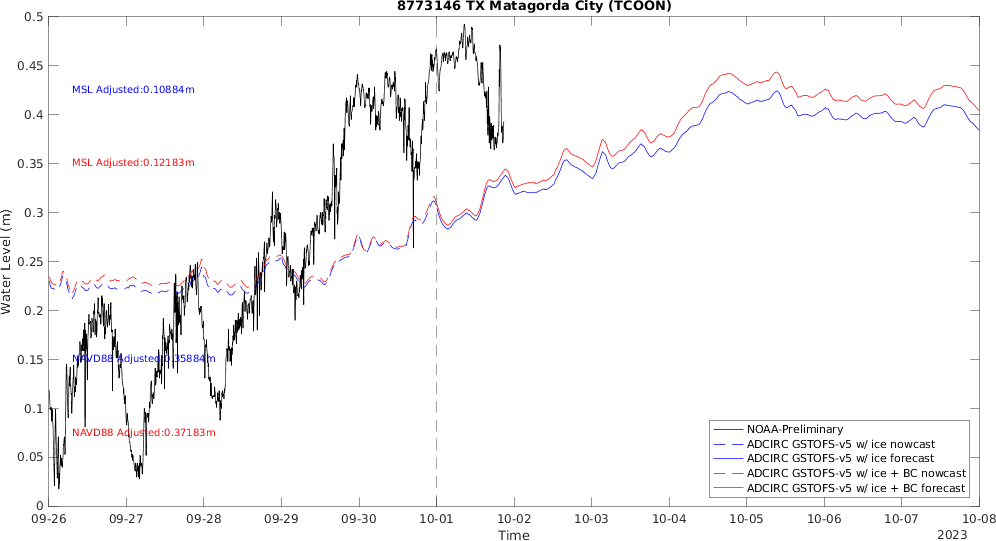 8773146 TX Matagorda City (TCOON)
Water Level (m)
0.5
0.45
0.4
0.35
0.3
0.25
0.2
0.15
0.1
0.05
0
MSL Adjusted:0.10884m
MSL Adjusted:0.12183m
NAVD88 Adjusted:0.35884m
NAVD88 Adjusted:0.37183m
NOAA-Preliminary
ADCIRC GSTOFS-v5 w/ ice nowcast
ADCIRC GSTOFS-v5 w/ ice forecast
ADCIRC GSTOFS-v5 w/ ice + BC nowcast
ADCIRC GSTOFS-v5 w/ ice + BC forecast
09-26 09-27 09-28 09-29 09-30 10-01 10-02 10-03 10-04 10-05 10-06 10-07 10-08
Time
2023